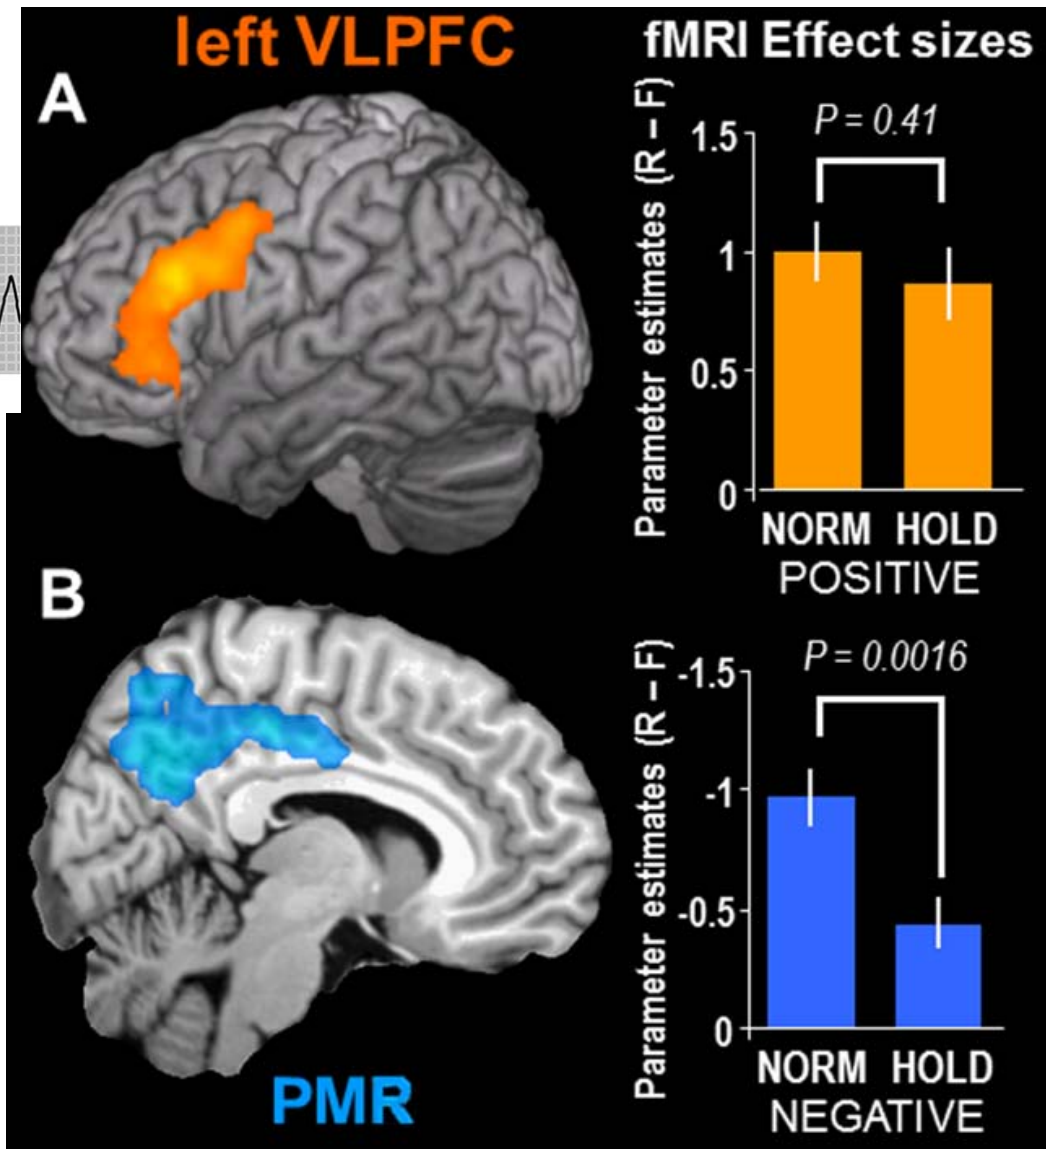 left VLPFC
fMRI Effect sizes
A
Parameter estimates (R – F)
P = 0.41
1.5
1
0.5
0
NORM HOLD
POSITIVE
B
Parameter estimates (R – F)
P = 0.0016
-1.5
-1
-0.5
0
NORM HOLD
NEGATIVE
PMR